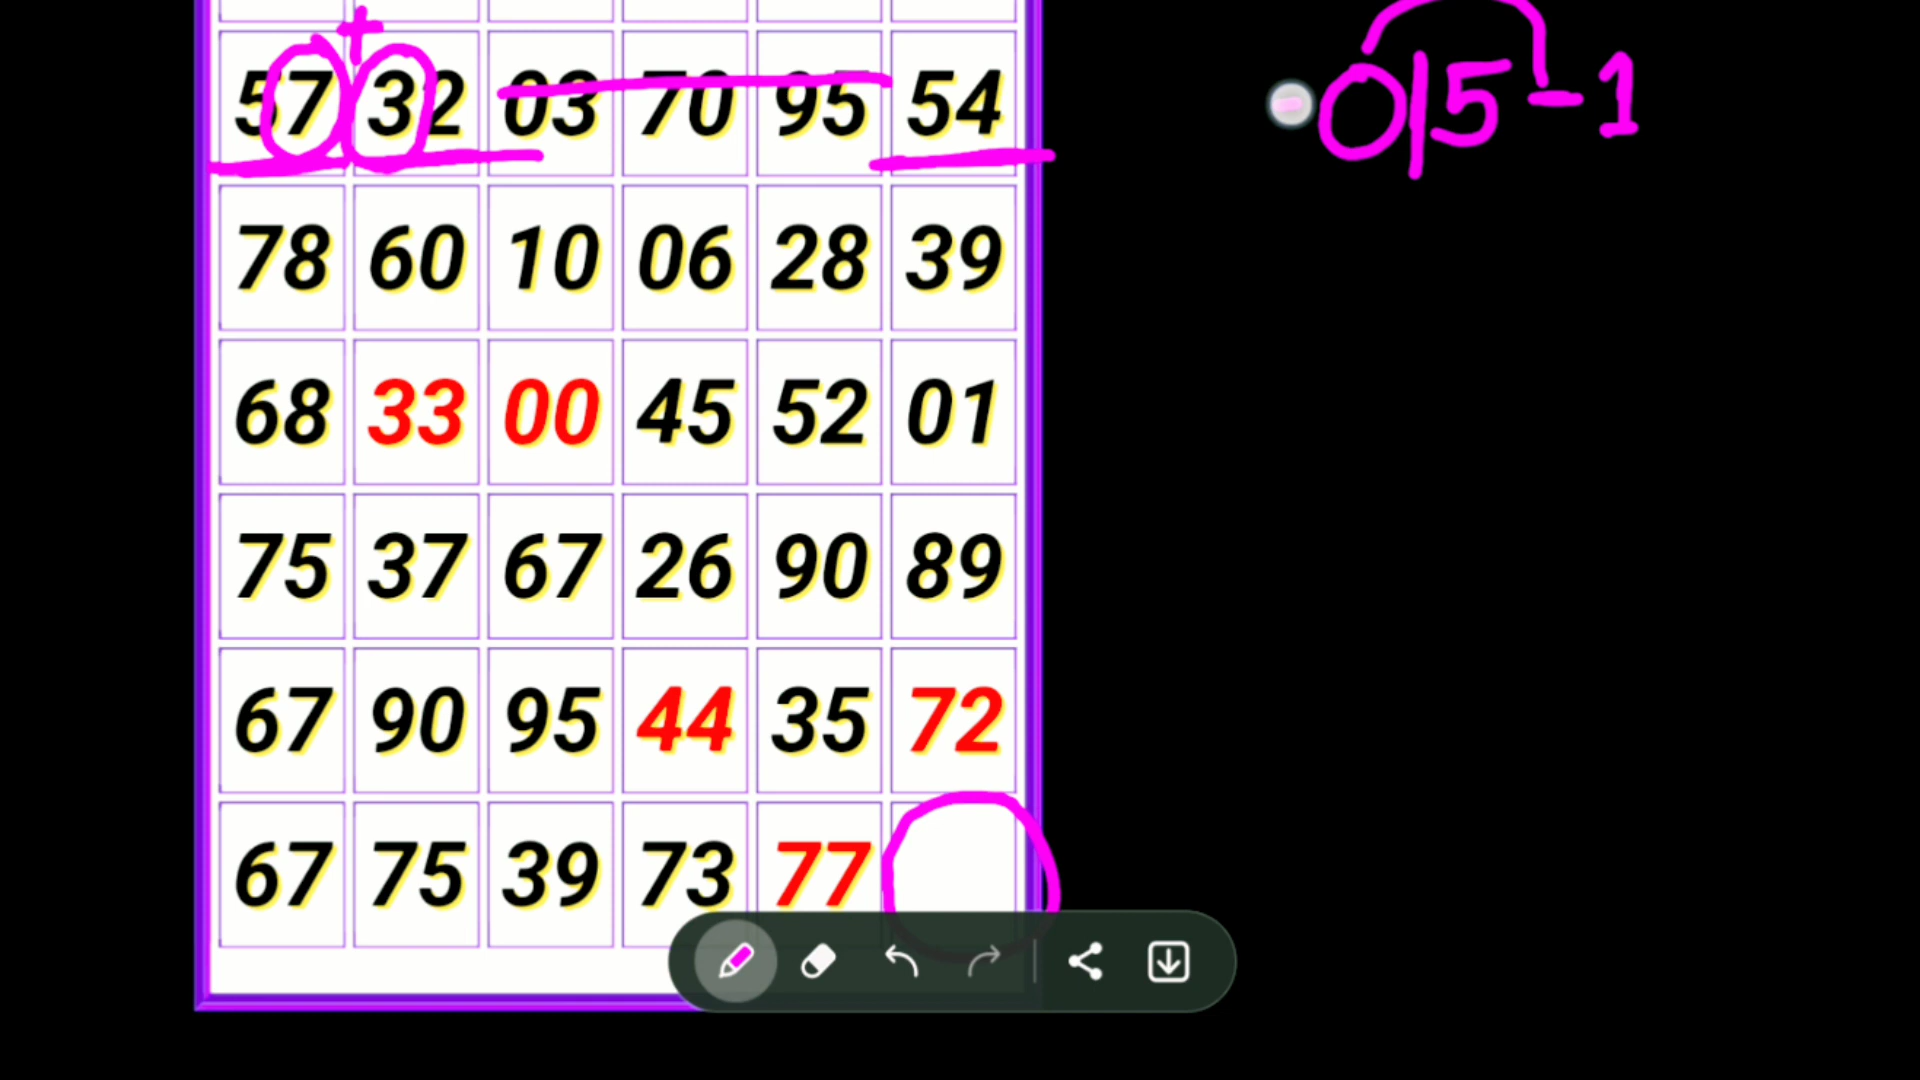 +
57 32 03 70 95 54
0|5-1
78 60 10 06 28 39
68 33 00 45 52 01
75 37 67 26 90 89
67 90 95 44 35 72
67 75 39 73 77